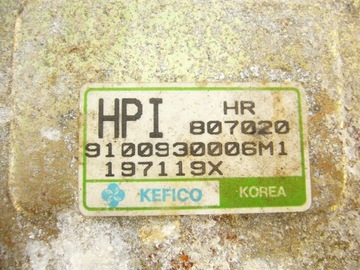 HPI HR
807020
9100930006M1
197119X
KEFICO KOREA